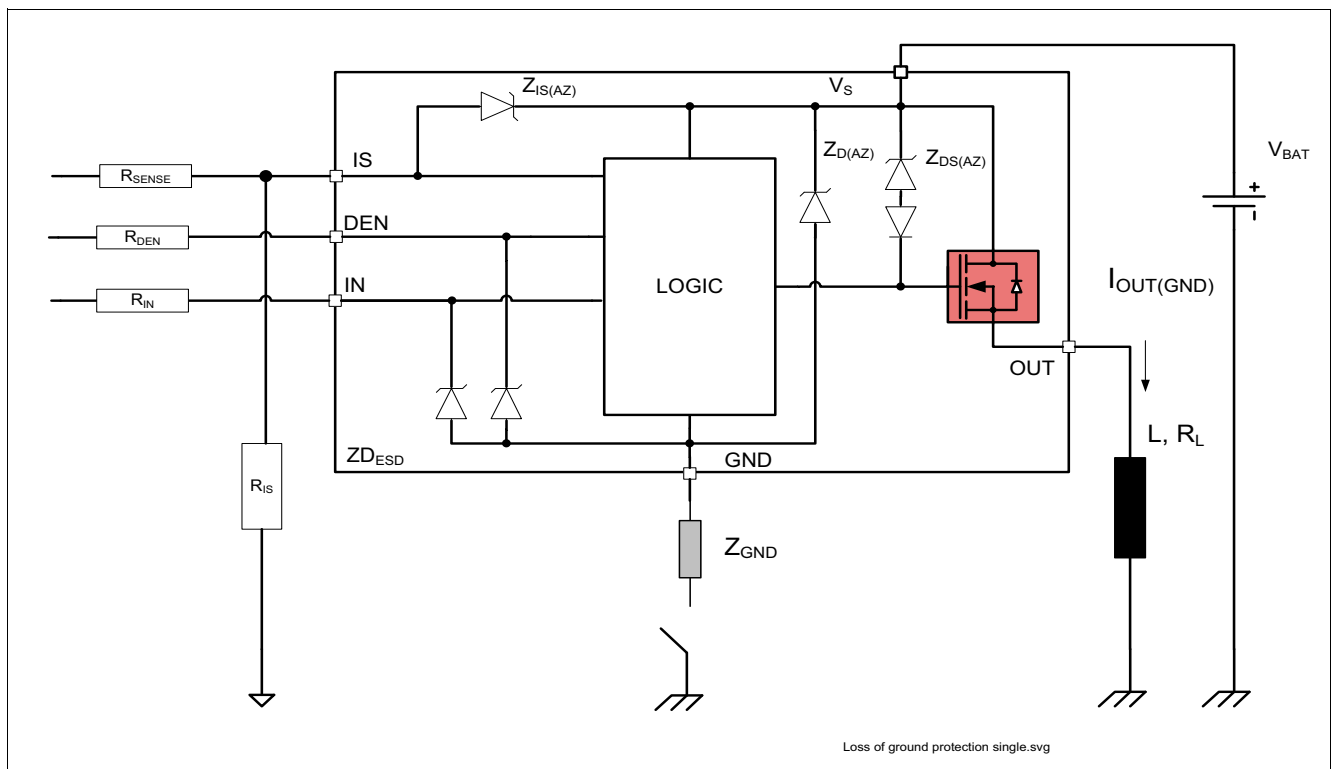 VS
ZIS(AZ)
ZD(AZ)
ZDS(AZ)
VBAT
+
-
IS
RSENSE
DEN
RDEN
IN
RIN
LOGIC
IOUT(GND)
OUT
L, RL
ZDESD
GND
RIS
ZGND
Loss of ground protection single.svg